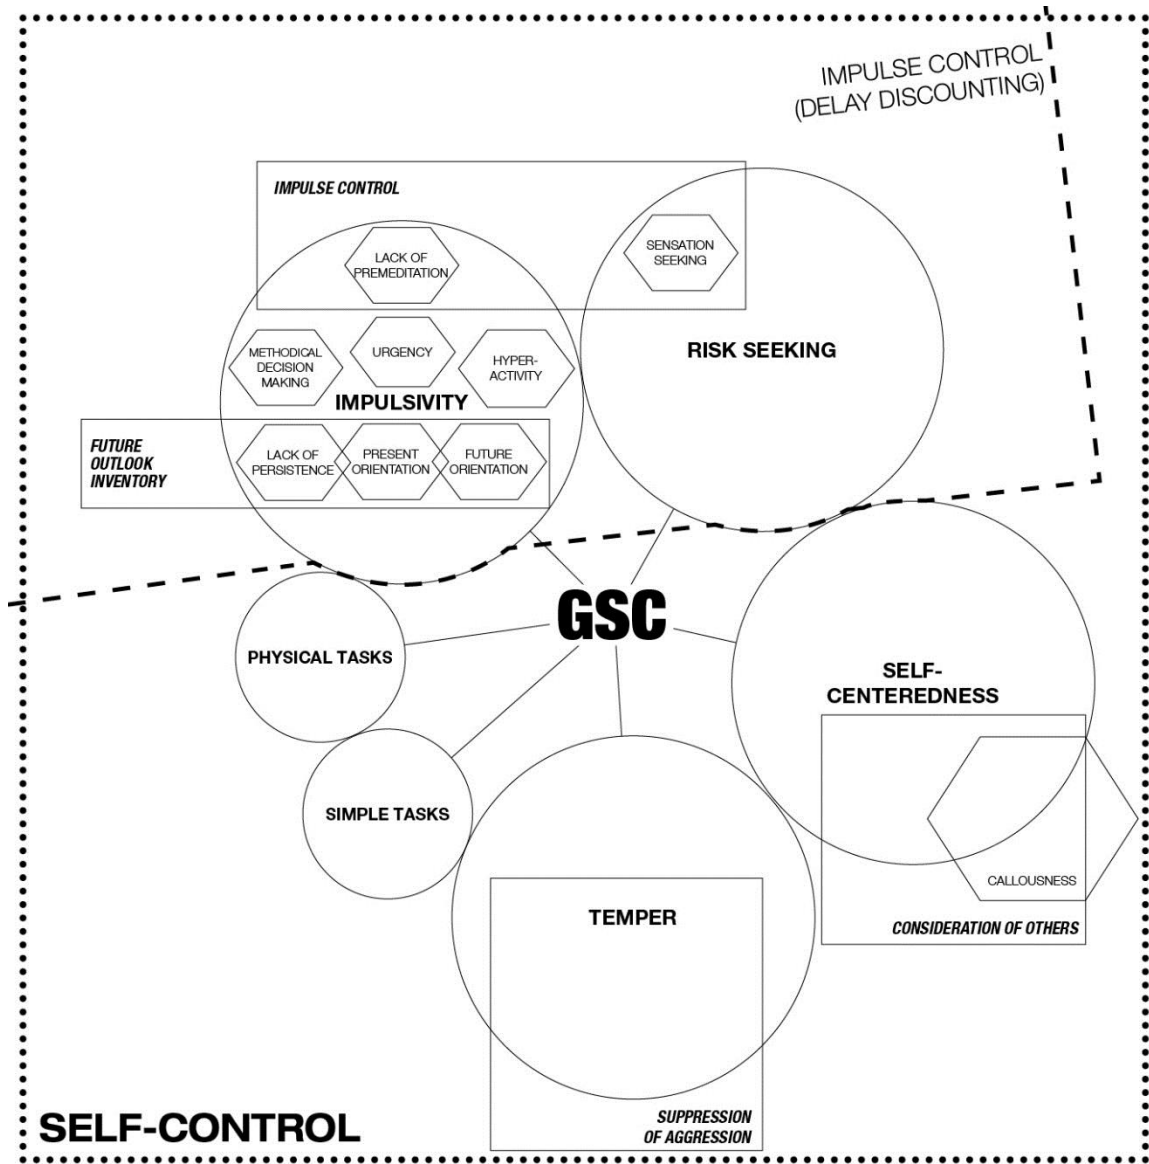 IMPULSE CONTROL
(DELAY DISCOUNTING)
IMPULSE CONTROL
LACK OF
PREMEDITATION
SENSATION
SEEKING
METHODICAL
DECISION
MAKING
URGENCY
HYPER-
ACTIVITY
RISK SEEKING
IMPULSIVITY
FUTURE
OUTLOOK
INVENTORY
LACK OF
PERSISTENCE
PRESENT
ORIENTATION
FUTURE
ORIENTATION
GSC
PHYSICAL TASKS
SELF-
CENTEREDNESS
SIMPLE TASKS
TEMPER
CALLOUSNESS
CONSIDERATION OF OTHERS
SUPPRESSION
OF AGGRESSION
SELF-CONTROL